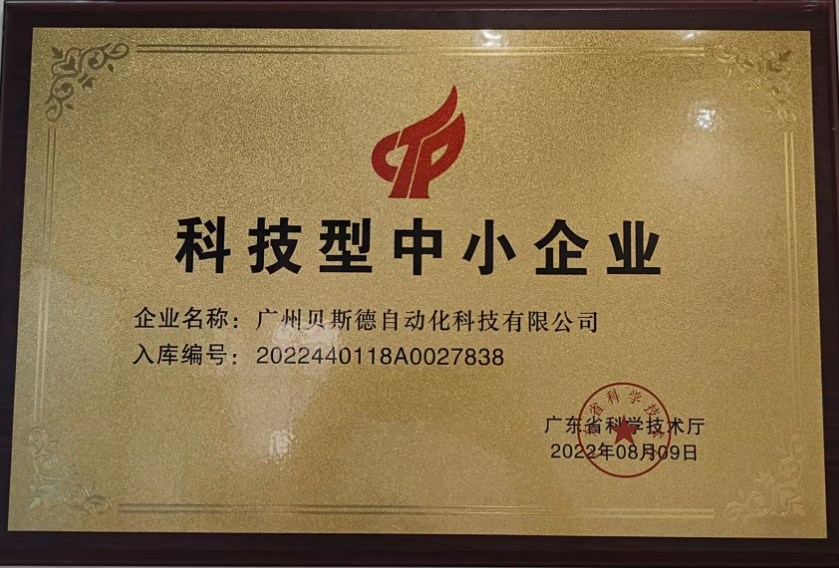 科技型中小企业
企业名称：广州贝斯德自动化科技有限公司
入库编号：2022440118A0027838
广东省科学技术厅
2022年08月09日